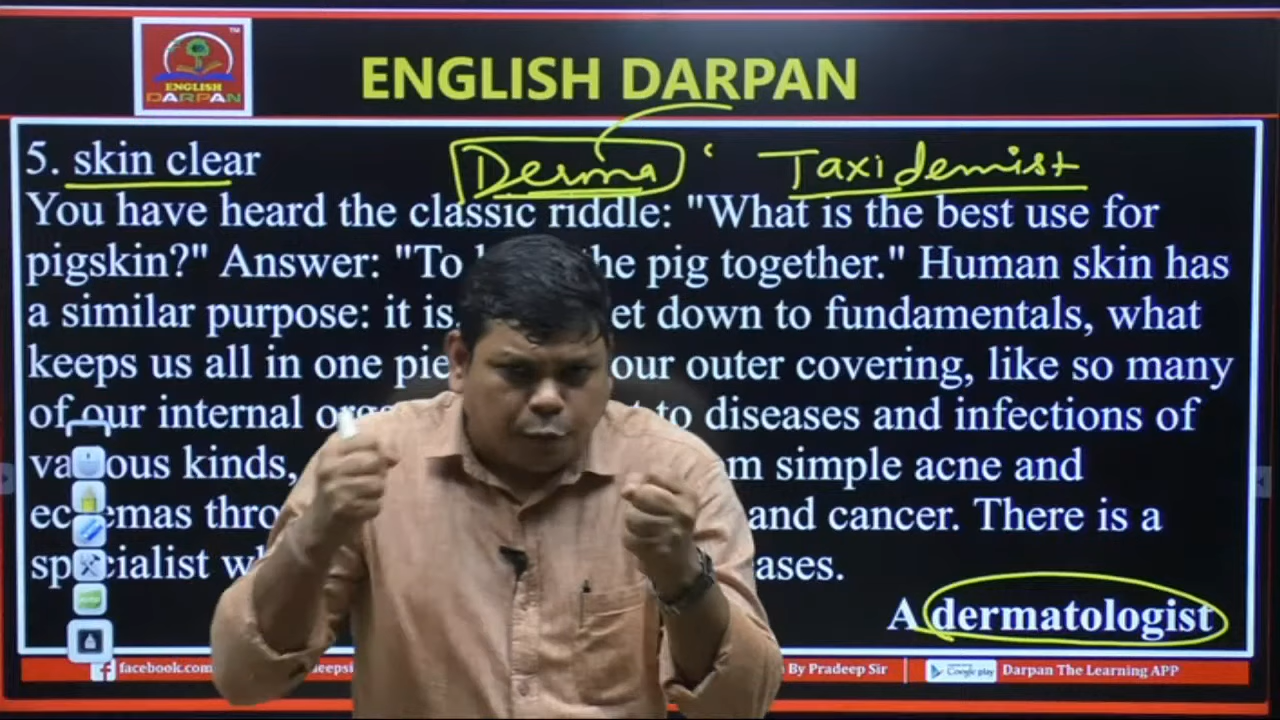 TM
ENGLISH
DARPAN
ENGLISH DARPAN
5. skin clear
Derma
Taxidemist
You have heard the classic riddle: "What is the best use for
pigskin?" Answer: "To the pig together." Human skin has
a similar purpose: it is, et down to fundamentals, what
keeps us all in one pie our outer covering, like so many
of our internal to diseases and infections of
various kinds, m simple acne and
eczemas thro and cancer. There is a
specialist w ases.
A dermatologist
facebook.com
By Pradeep Sir
Google play
Darpan The Learning APP